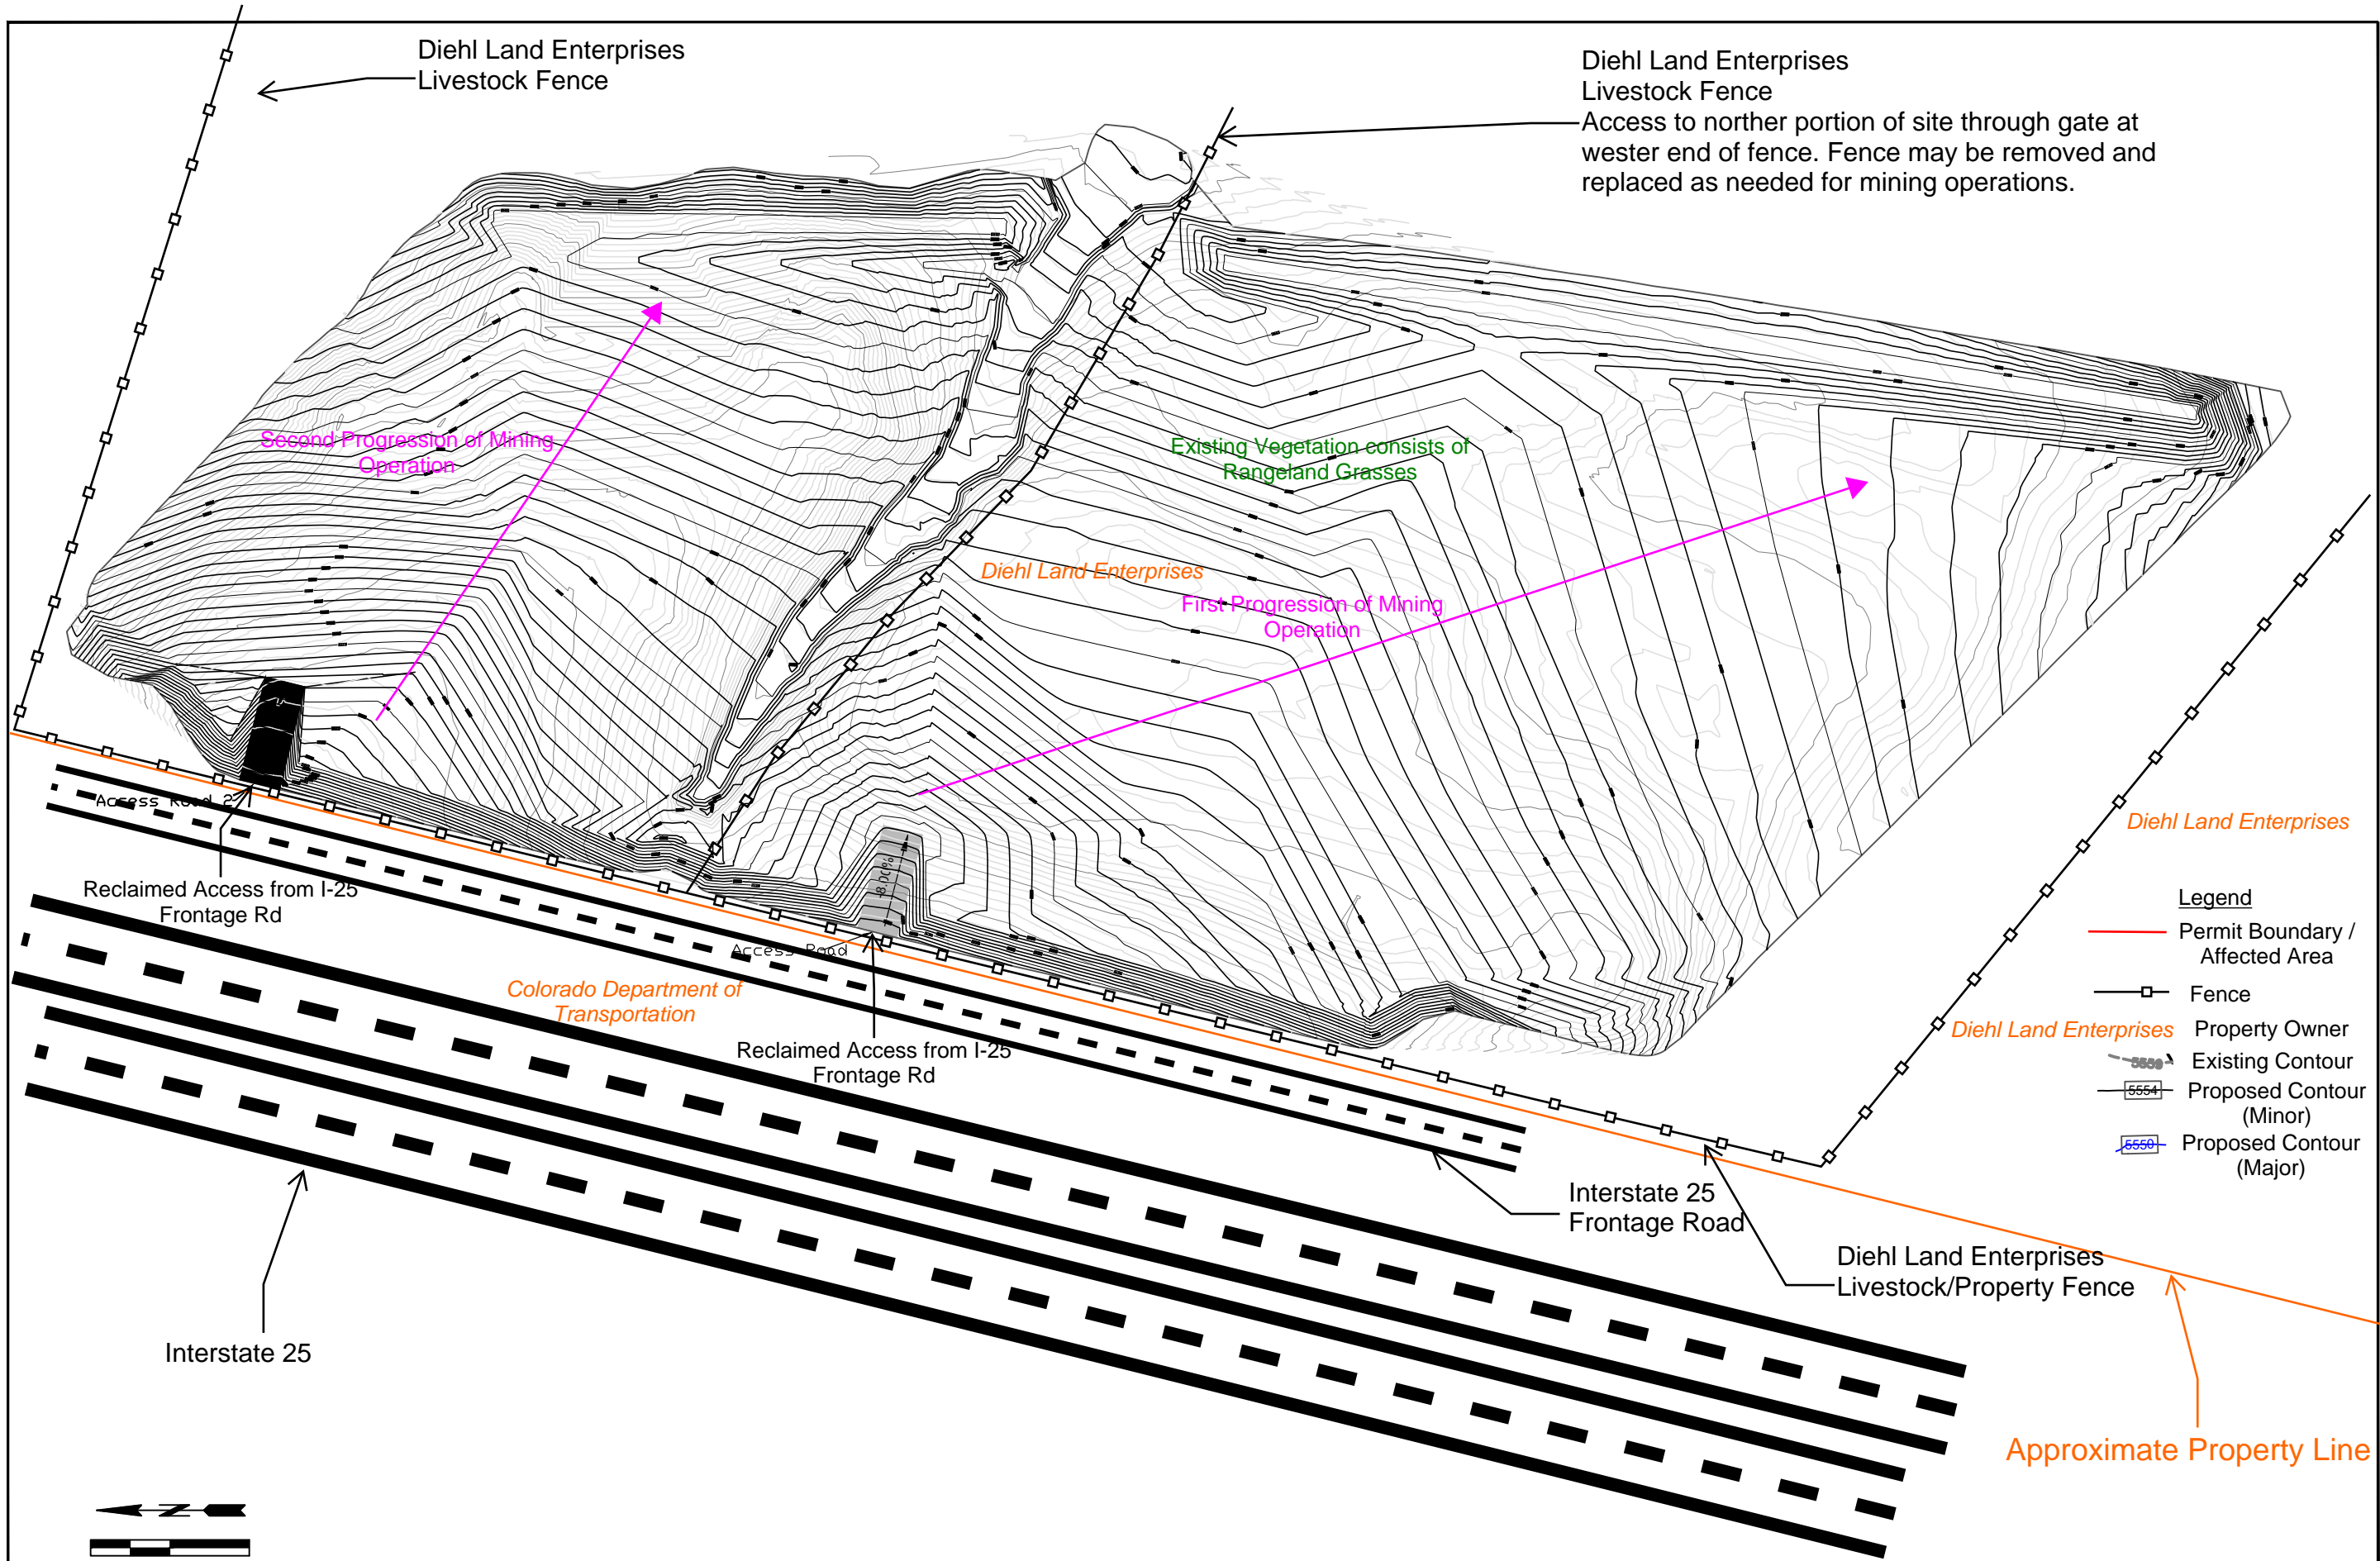 Diehl Land Enterprises
Livestock Fence
Diehl Land Enterprises
Livestock Fence
Access to norther portion of site through gate at
wester end of fence. Fence may be removed and
replaced as needed for mining operations.
Second Progression of Mining
Operation
Existing Vegetation consists of
Rangeland Grasses
Diehl Land Enterprises
First Progression of Mining
Operation
Access Road 2
Reclaimed Access from I-25
Frontage Rd
Access Road
Colorado Department of
Transportation
Reclaimed Access from I-25
Frontage Rd
Diehl Land Enterprises
Legend
Permit Boundary /
Affected Area
Fence
Diehl Land Enterprises Property Owner
Existing Contour
5554 Proposed Contour
(Minor)
5550 Proposed Contour
(Major)
Interstate 25
Frontage Road
Diehl Land Enterprises
Livestock/Property Fence
Interstate 25
Approximate Property Line
N